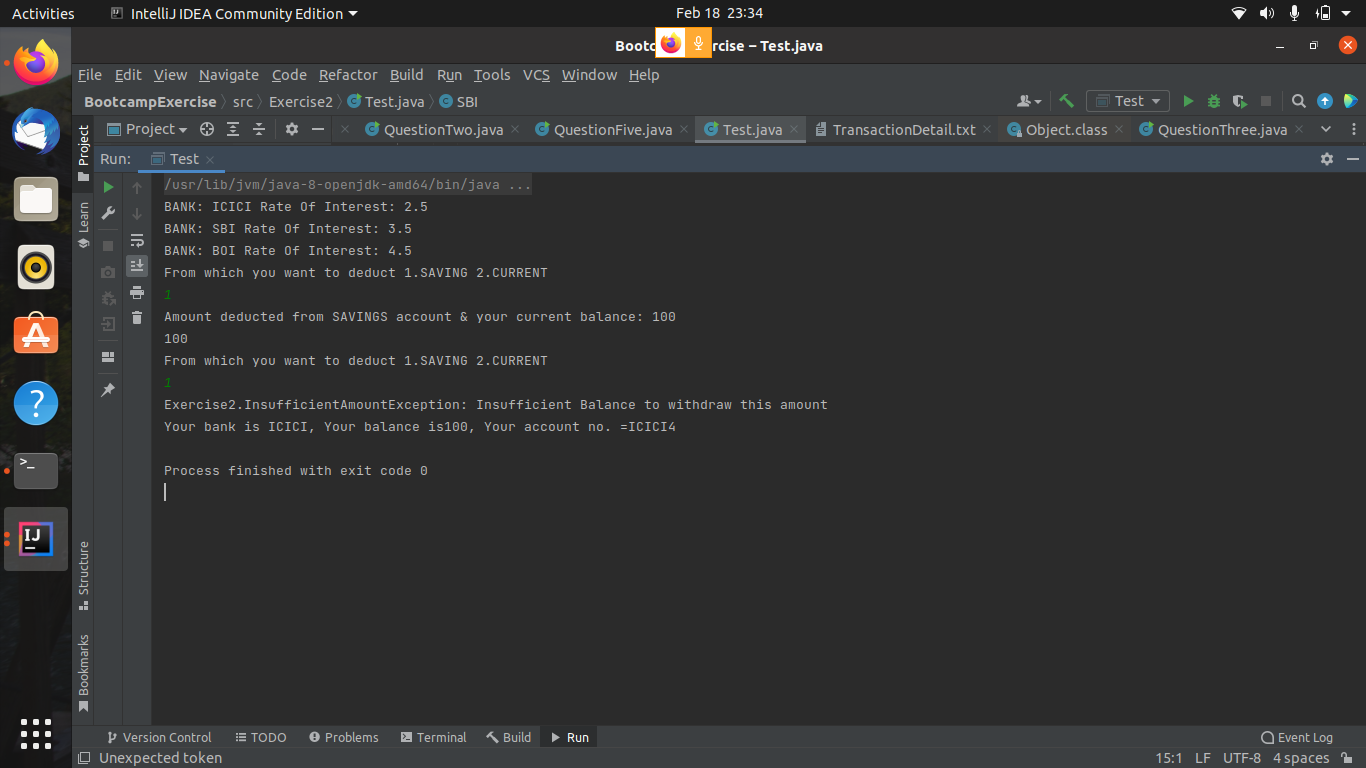 Activities IntelliJ IDEA Community Edition Feb 18 23:34
Bootc rcise – Test.java
File Edit View Navigate Code Refactor Build Run Tools VCS Window Help
BootcampExercise src Exercise2 Test.java SBI Test
Project Project QuestionTwo.java QuestionFive.java Test.java TransactionDetail.txt Object.class QuestionThree.java
Run: Test
/usr/lib/jvm/java-8-openjdk-amd64/bin/java ...
BANK: ICICI Rate Of Interest: 2.5
BANK: SBI Rate Of Interest: 3.5
BANK: BOI Rate Of Interest: 4.5
From which you want to deduct 1.SAVING 2.CURRENT
1
Amount deducted from SAVINGS account & your current balance: 100
100
From which you want to deduct 1.SAVING 2.CURRENT
1
Exercise2.InsufficientAmountException: Insufficient Balance to withdraw this amount
Your bank is ICICI, Your balance is100, Your account no. =ICICI4
Process finished with exit code 0
Learn
Structure
Bookmarks
Version Control TODO Problems Terminal Build Run Event Log
Unexpected token 15:1 LF UTF-8 4 spaces